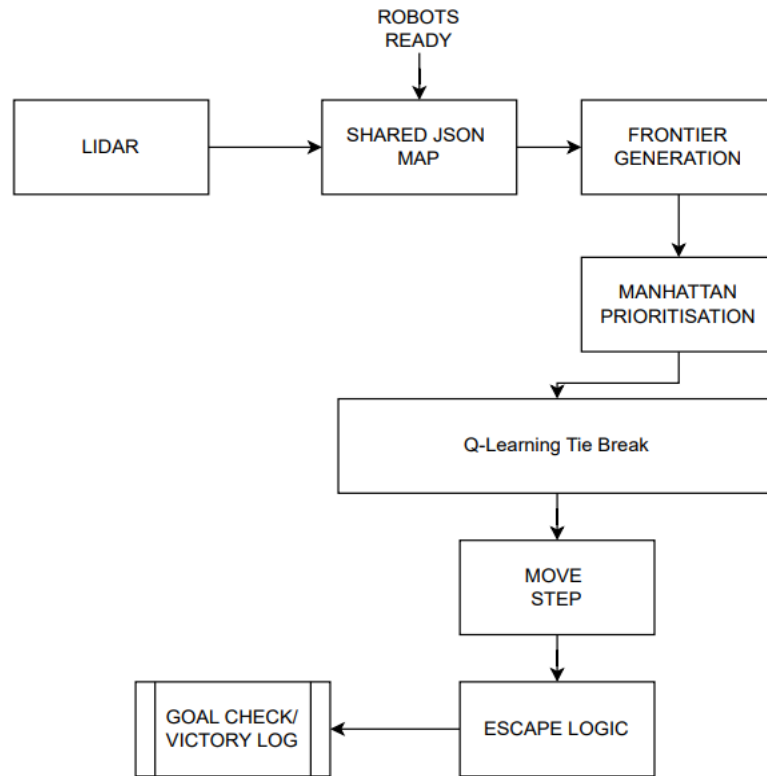 ROBOTS
READY
LIDAR
SHARED JSON
MAP
FRONTIER
GENERATION
MANHATTAN
PRIORITISATION
Q-Learning Tie Break
MOVE
STEP
ESCAPE LOGIC
GOAL CHECK/
VICTORY LOG